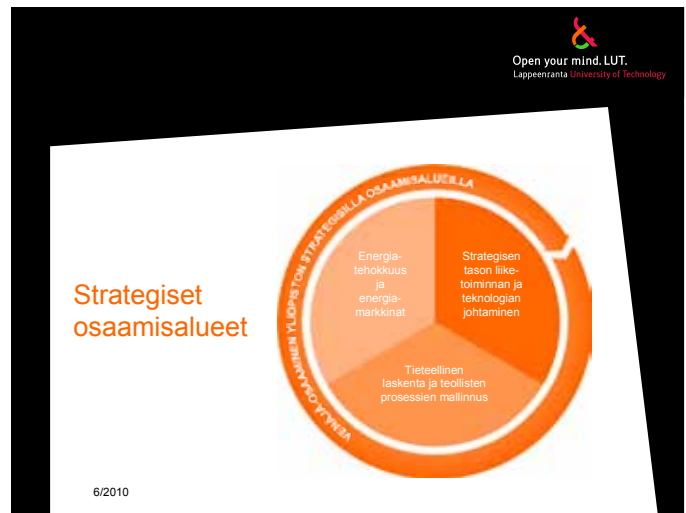 Open your mind. LUT.
Lappeenranta University of Technology
VENÄJÄ-OSAAMINEN YLIOPISTON STRATEGISILLA OSAAMISALUEILLA
Energia-
tehokkuus
ja
energia-
markkinat
Strategisen
tason liike-
toiminnan ja
teknologian
johtaminen
Strategiset
osaamisalueet
Tieteellinen
laskenta ja teollisten
prosessien mallinnus
6/2010